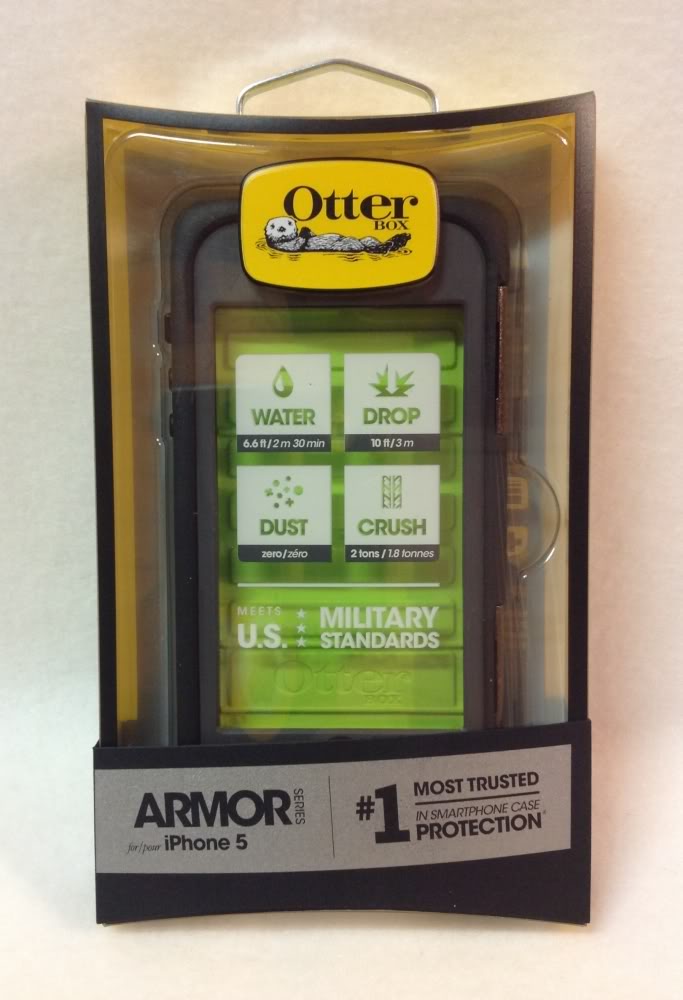 Otter
BOX
WATER
6.6 ft/2 m 30 min
DROP
10 ft/3 m
DUST
zero/zéro
CRUSH
2 tons/1.8 tonnes
MEETS
U.S.
MILITARY
STANDARDS
Otter
BOX
ARMOR SERIES
for/pour iPhone 5
#1
MOST TRUSTED
IN SMARTPHONE CASE
PROTECTION